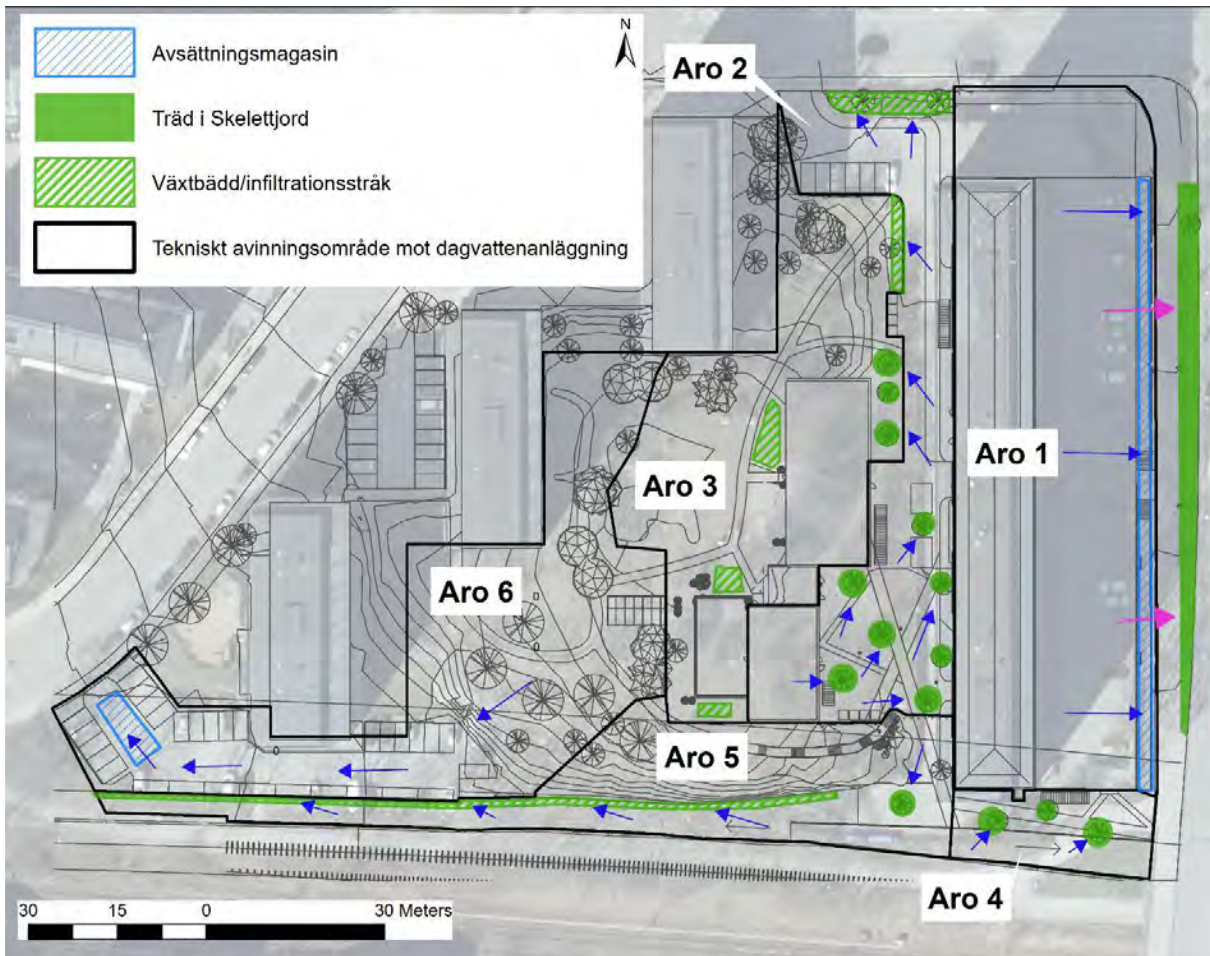 Avsättningsmagasin
Träd i Skelettjord
Växtbädd/infiltrationsstråk
Tekniskt avinningsområde mot dagvattenanläggning
N
Aro 2
Aro 1
Aro 3
Aro 6
Aro 5
Aro 4
30 15 0 30 Meters